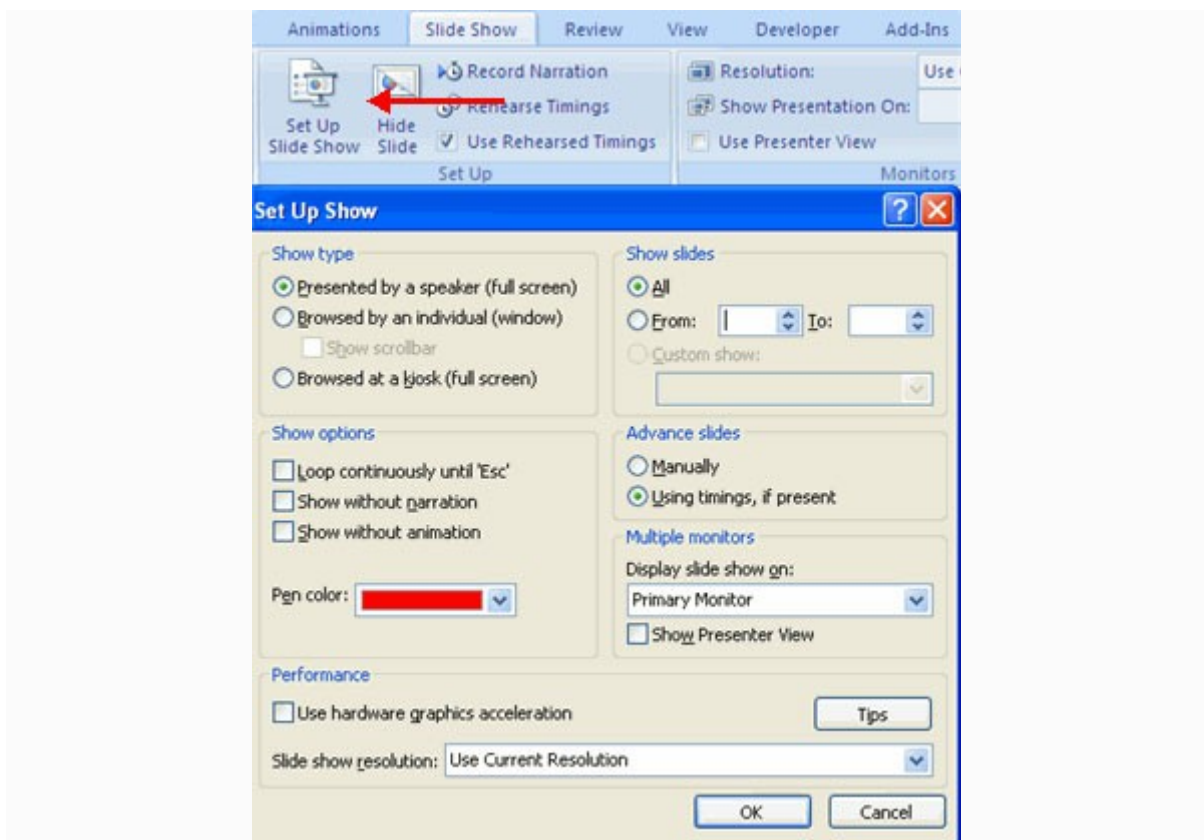 Animations Slide Show Review View Developer Add-Ins
Record Narration
Rehearse Timings
Use Rehearsed Timings
Set Up
Slide Show
Hide
Slide
Set Up
Resolution: Use
Show Presentation On:
Use Presenter View
Monitors
Set Up Show
Show type
Presented by a speaker (full screen)
Browsed by an individual (window)
Show scrollbar
Browsed at a kiosk (full screen)
Show slides
All
From: To:
Custom show:
Show options
Loop continuously until 'Esc'
Show without narration
Show without animation
Pen color:
Advance slides
Manually
Using timings, if present
Multiple monitors
Display slide show on:
Primary Monitor
Show Presenter View
Performance
Use hardware graphics acceleration Tips
Slide show resolution: Use Current Resolution
OK Cancel